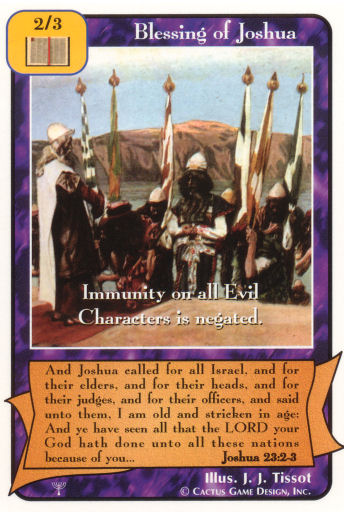 2/3
Blessing of Joshua
Immunity on all Evil
Characters is negated.
And Joshua called for all Israel, and for
their elders, and for their heads, and for
their judges, and for their officers, and said
unto them, I am old and stricken in age:
And ye have seen all that the LORD your
God hath done unto all these nations
because of you... Joshua 23:2-3
Illus. J. J. Tissot
© CACTUS GAME DESIGN, INC.